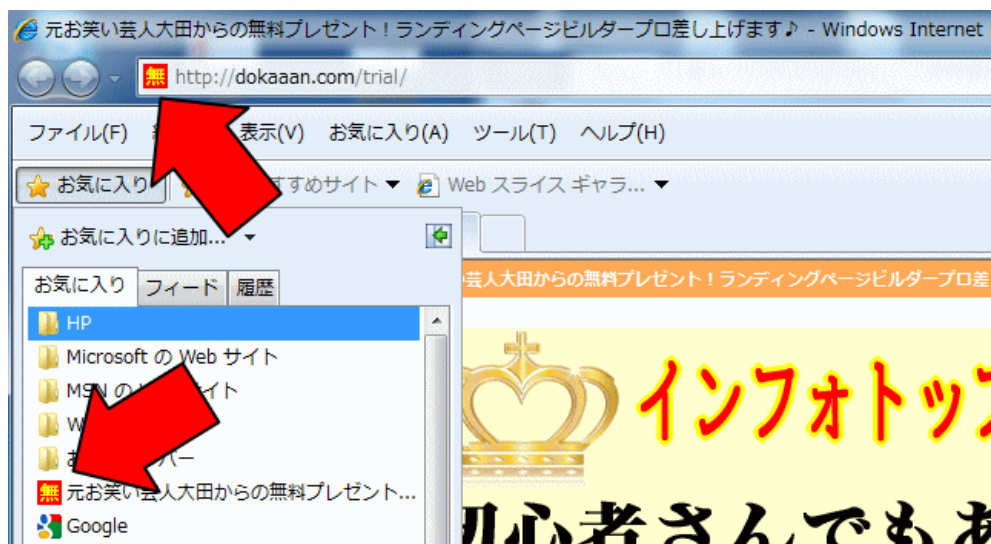 元お笑い芸人大田からの無料プレゼント！ランディングページビルダープロ差し上げます♪ - Windows Internet
無 http://dokaaan.com/trial/
ファイル(F) 表示(V) お気に入り(A) ツール(T) ヘルプ(H)
お気に入り すめサイト ▼ Web スライス ギャラ... ▼
お気に入りに追加... ▼
お気に入り フィード 履歴
い芸人大田からの無料プレゼント！ランディングページビルダープロ差
HP
Microsoft の Web サイト
MSN の イト
W
バー
無 元お笑い芸人大田からの無料プレゼント...
Google
インフォトップ
初心者さんでもあ